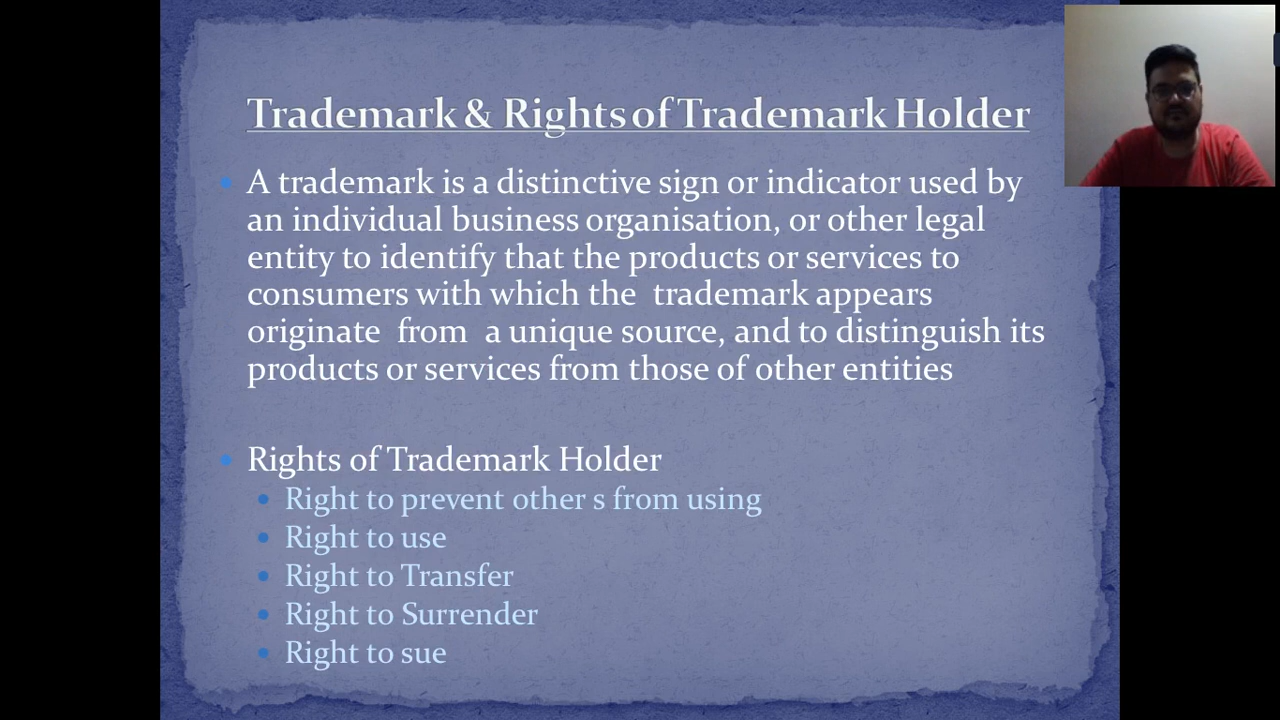 Trademark & Rights of Trademark Holder
A trademark is a distinctive sign or indicator used by
an individual business organisation, or other legal
entity to identify that the products or services to
consumers with which the  trademark appears
originate  from  a unique source, and to distinguish its
products or services from those of other entities
Rights of Trademark Holder
Right to prevent other s from using
Right to use
Right to Transfer
Right to Surrender
Right to sue